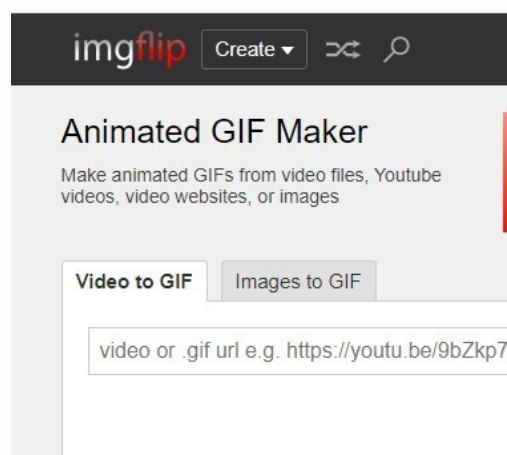 imgflip Create
Animated GIF Maker
Make animated GIFs from video files, Youtube
videos, video websites, or images
Video to GIF Images to GIF
video or .gif url e.g. https://youtu.be/9bZkp7